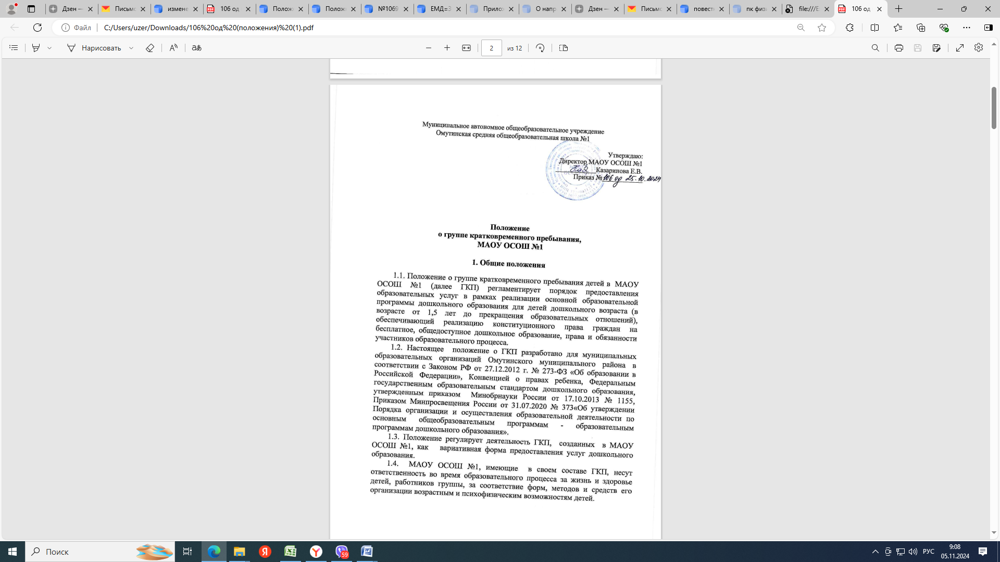 Дзен —
Письмо
измене
106 од
Положе
Положе
№1069
ЕМД=З
Прилож
О напр
Дзен —
Письмо
повест
пк физ
file:///E
106 од
Файл
C:/Users/uzer/Downloads/106%20од%20(положения)%20(1).pdf
Нарисовать
аあ
2
из 12
Муниципальное автономное общеобразовательное учреждение
Омутинская средняя общеобразовательная школа №1
Утверждаю:
Директор МАОУ ОСОШ №1
Казаринова Е.В.
Приказ № 106 од 25.10.2024
Положение
о группе кратковременного пребывания,
МАОУ ОСОШ №1
1. Общие положения
1.1. Положение о группе кратковременного пребывания детей в МАОУ
ОСОШ №1 (далее ГКП) регламентирует порядок предоставления
образовательных услуг в рамках реализации основной образовательной
программы дошкольного образования для детей дошкольного возраста (в
возрасте от 1,5 лет до прекращения образовательных отношений),
обеспечивающий реализацию конституционного права граждан на
бесплатное, общедоступное дошкольное образование, права и обязанности
участников образовательного процесса.
1.2. Настоящее положение о ГКП разработано для муниципальных
образовательных организаций Омутинского муниципального района в
соответствии с Законом РФ от 27.12.2012 г. № 273-ФЗ «Об образовании в
Российской Федерации», Конвенцией о правах ребенка, Федеральным
государственным образовательным стандартом дошкольного образования,
утвержденным приказом Минобрнауки России от 17.10.2013 № 1155,
Приказом Минпросвещения России от 31.07.2020 № 373«Об утверждении
Порядка организации и осуществления образовательной деятельности по
основным общеобразовательным программам - образовательным
программам дошкольного образования».
1.3. Положение регулирует деятельность ГКП, созданных в МАОУ
ОСОШ №1, как вариативная форма предоставления услуг дошкольного
образования.
1.4. МАОУ ОСОШ №1, имеющие в своем составе ГКП, несут
ответственность во время образовательного процесса за жизнь и здоровье
детей, работников группы, за соответствие форм, методов и средств его
организации возрастным и психофизическим возможностям детей.
Поиск
59
РУС
9:08
05.11.2024